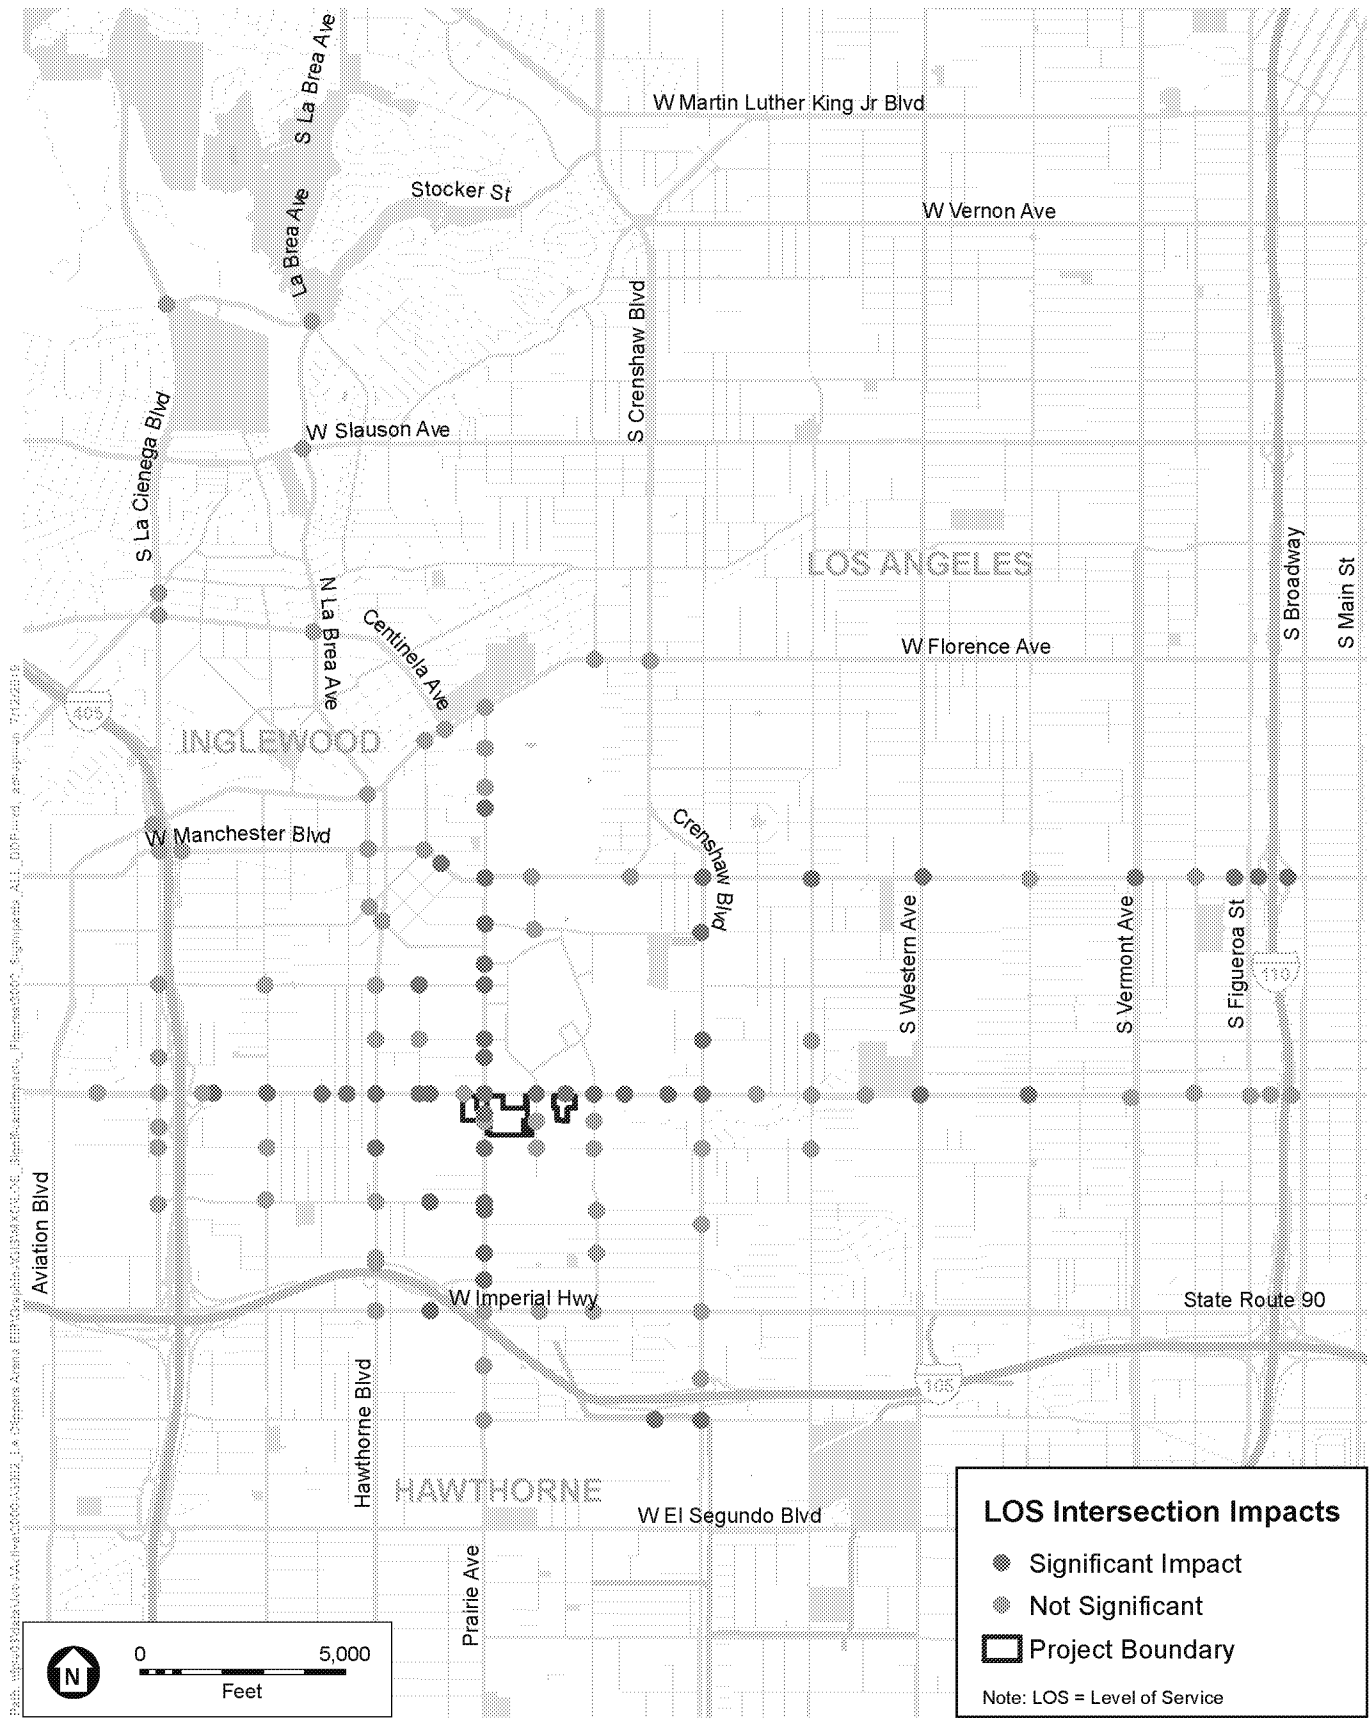 S La Brea Ave
W Martin Luther King Jr Blvd
Stocker St
La Brea Ave
W Vernon Ave
S Crenshaw Blvd
S La Cienega Blvd
W Slauson Ave
LOS ANGELES
S Broadway
S Main St
N La Brea Ave
Centinela Ave
W Florence Ave
405
INGLEWOOD
W Manchester Blvd
Crenshaw Blvd
S Western Ave
S Vermont Ave
S Figueroa St
110
Aviation Blvd
W Imperial Hwy
State Route 90
105
Hawthorne Blvd
HAWTHORNE
W El Segundo Blvd
Prairie Ave
LOS Intersection Impacts
Significant Impact
Not Significant
Project Boundary
Note: LOS = Level of Service
N
0 5,000
Feet